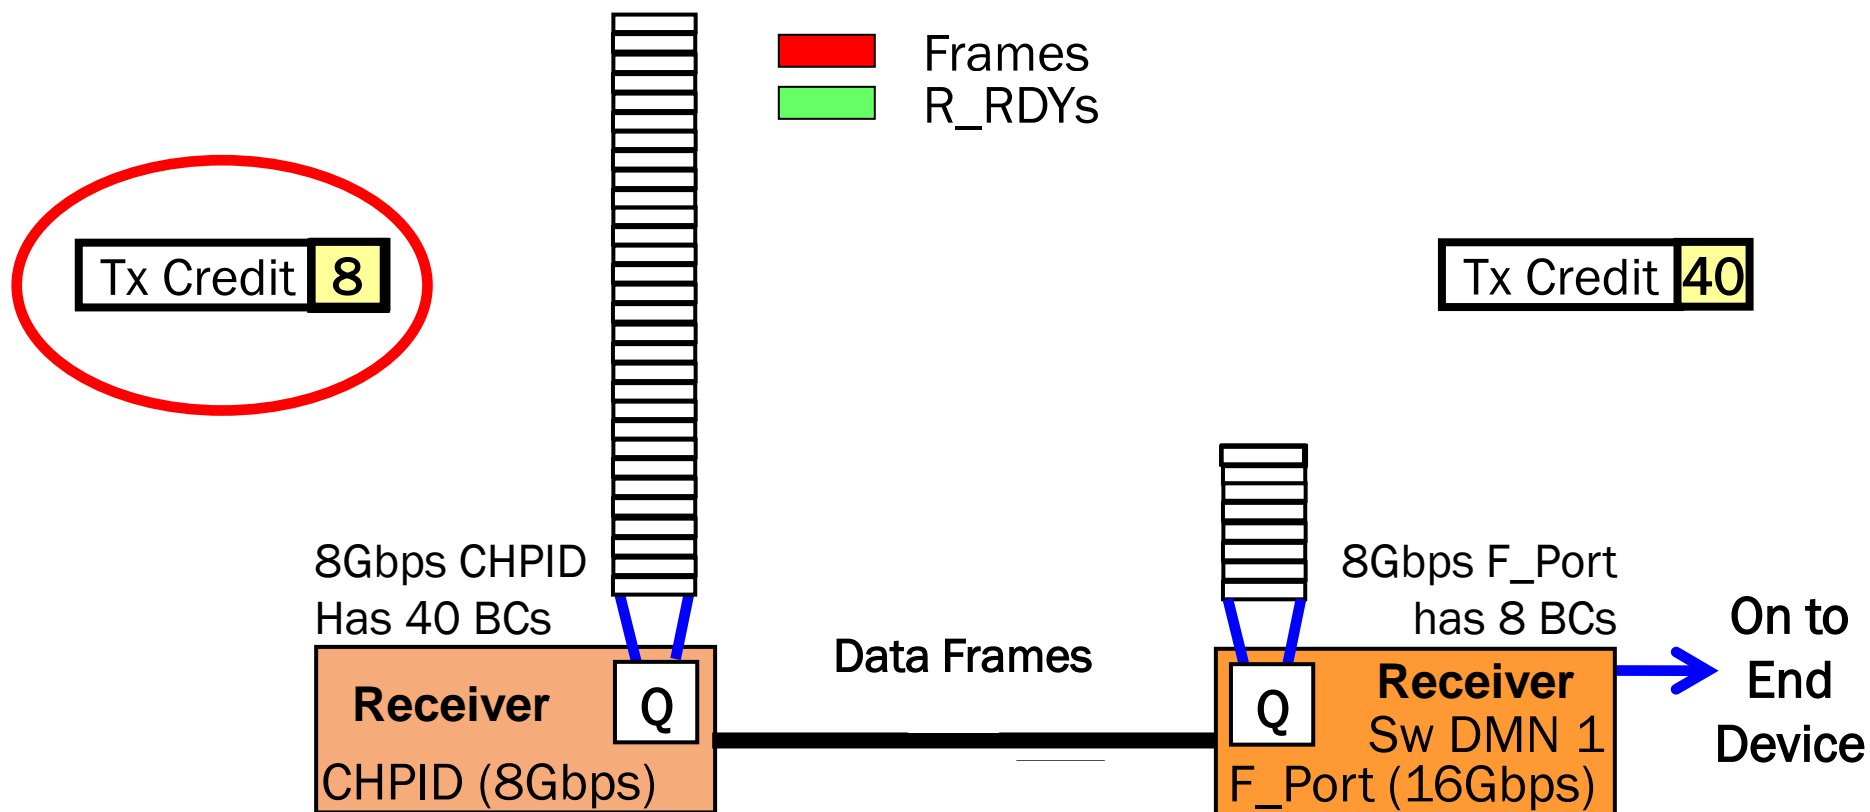 Frames
R_RDYs
Tx Credit 8
Tx Credit 40
8Gbps CHPID
Has 40 BCs
8Gbps F_Port
has 8 BCs
On to
End
Device
Data Frames
Receiver
Q
CHPID (8Gbps)
Q
Receiver
Sw DMN 1
F_Port (16Gbps)